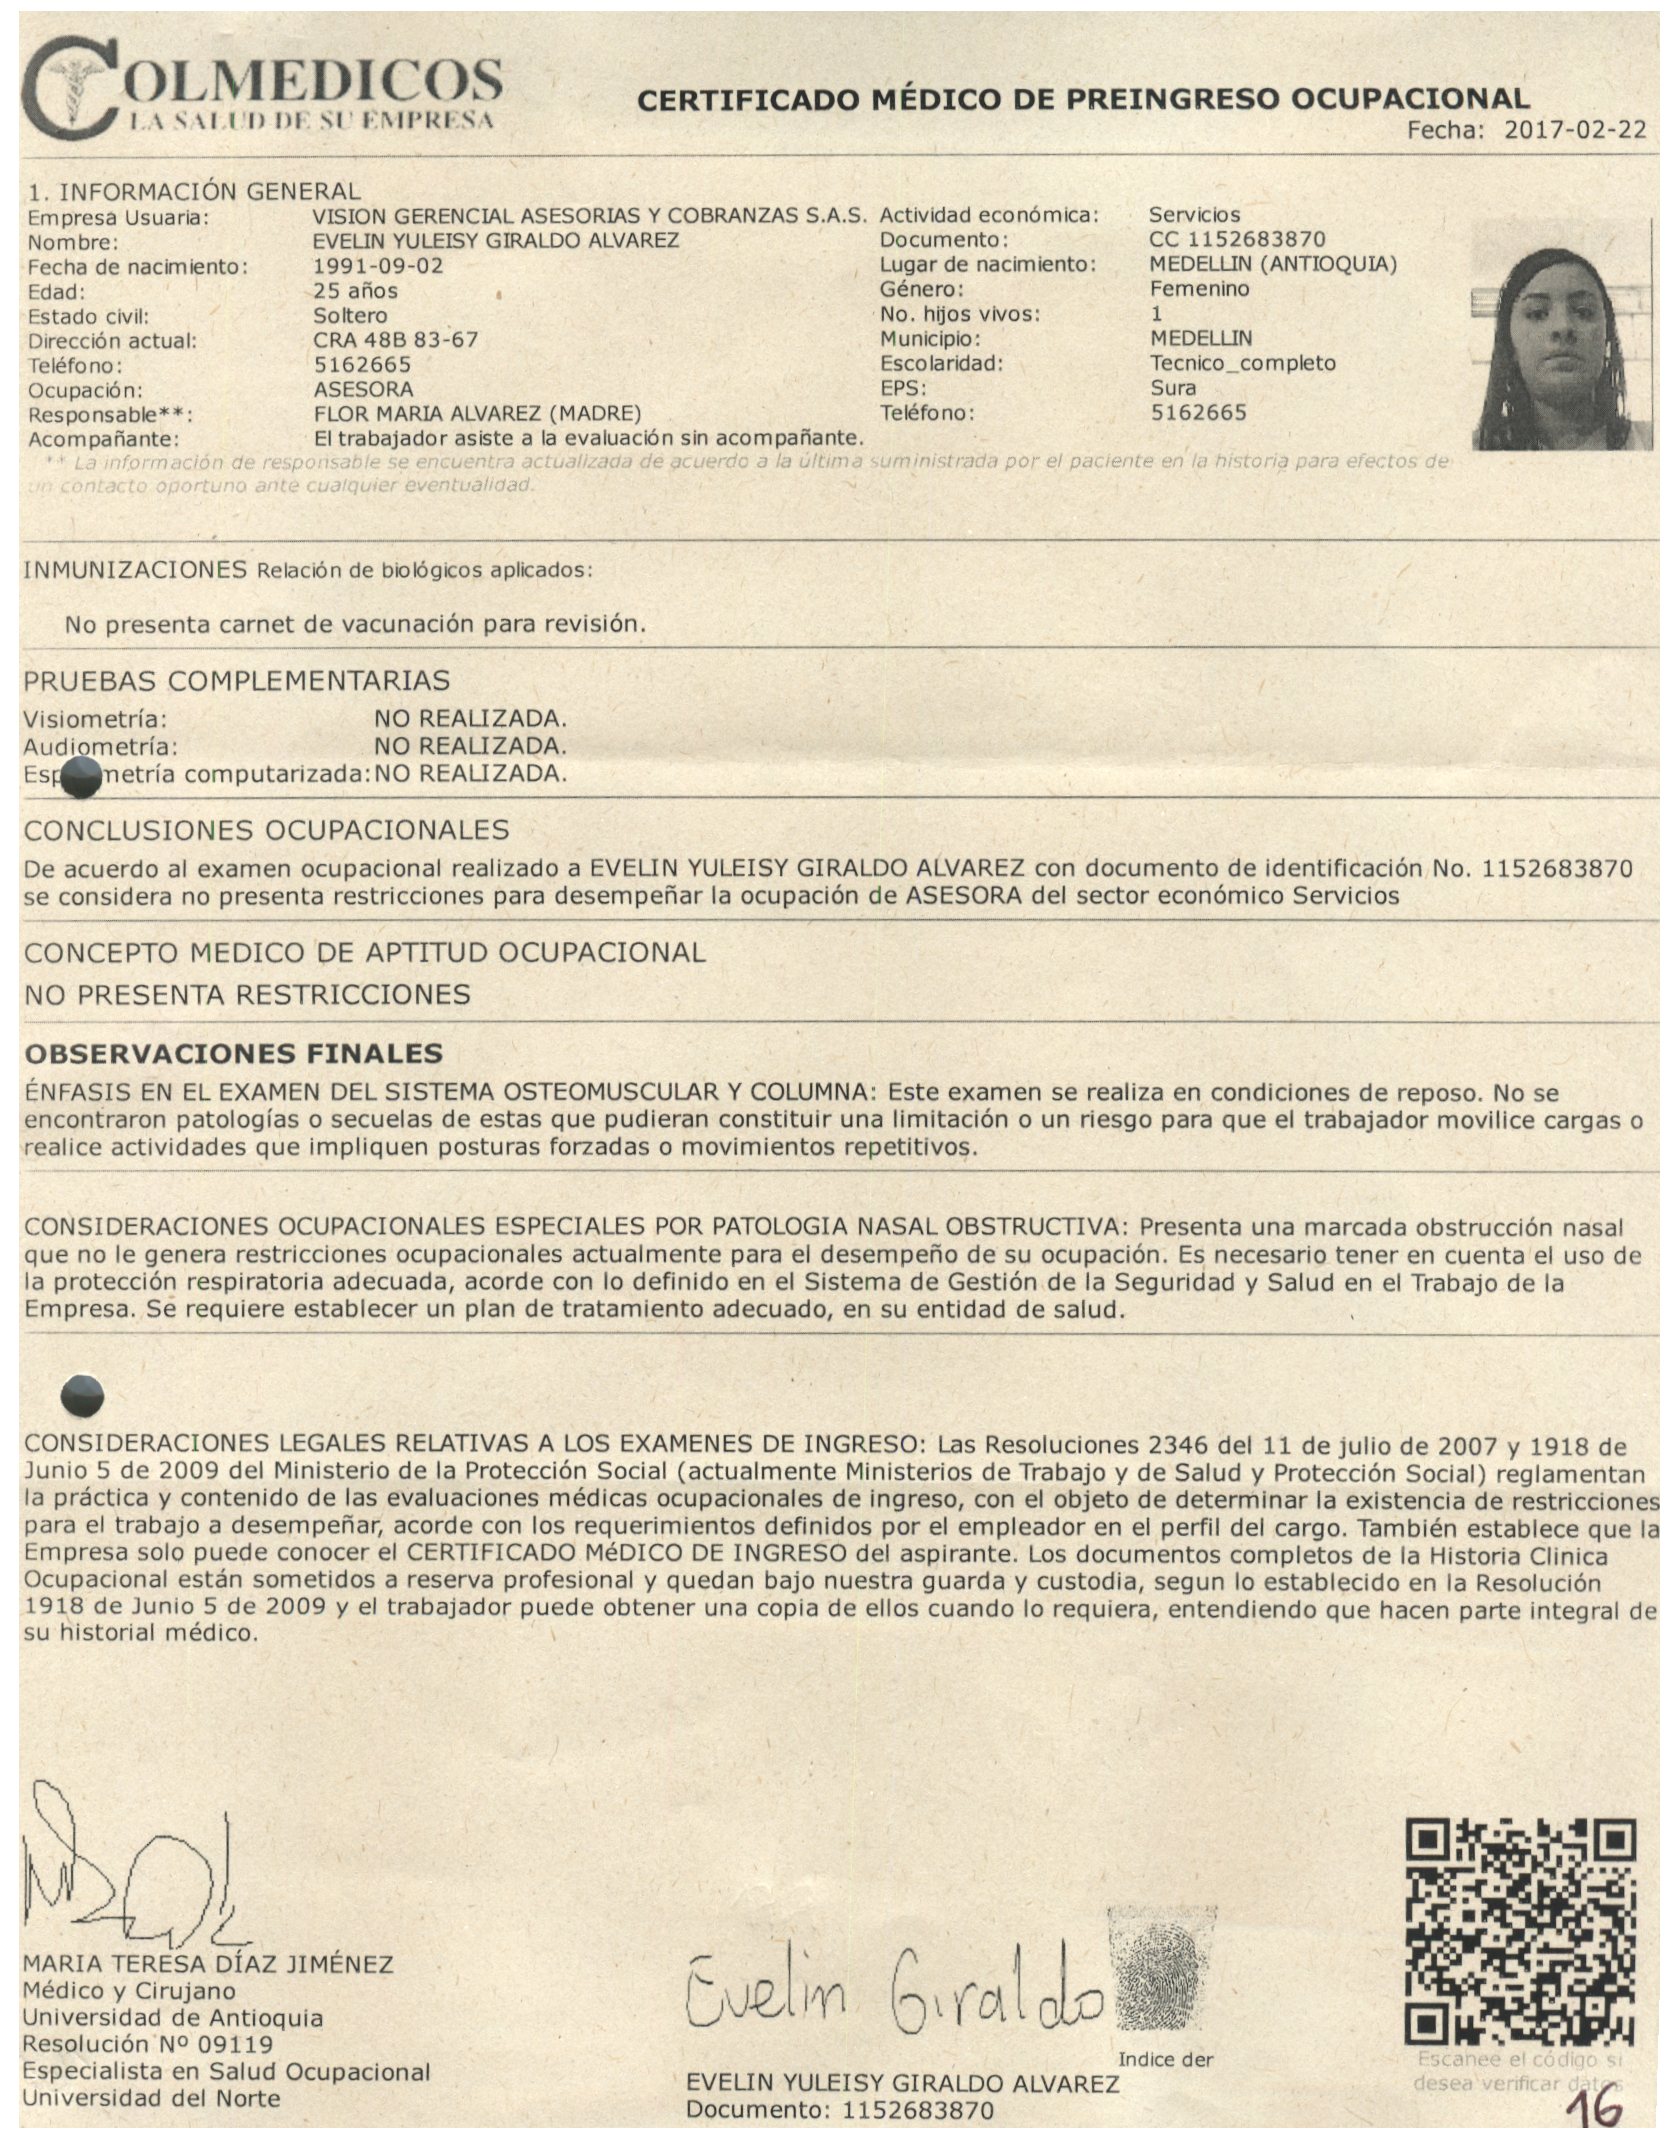 COLMEDICOS
LA SALUD DE SU EMPRESA
CERTIFICADO MÉDICO DE PREINGRESO OCUPACIONAL
Fecha: 2017-02-22
1. INFORMACIÓN GENERAL
Empresa Usuaria: VISION GERENCIAL ASESORIAS Y COBRANZAS S.A.S. Actividad económica: Servicios
Nombre: EVELIN YULEISY GIRALDO ALVAREZ Documento: CC 1152683870
Fecha de nacimiento: 1991-09-02 Lugar de nacimiento: MEDELLIN (ANTIOQUIA)
Edad: 25 años Género: Femenino
Estado civil: Soltero No. hijos vivos: 1
Dirección actual: CRA 48B 83-67 Municipio: MEDELLIN
Teléfono: 5162665 Escolaridad: Tecnico_completo
Ocupación: ASESORA EPS: Sura
Responsable**: FLOR MARIA ALVAREZ (MADRE) Teléfono: 5162665
Acompañante: El trabajador asiste a la evaluación sin acompañante.
** La información de responsable se encuentra actualizada de acuerdo a la última suministrada por el paciente en la historia para efectos de
un contacto oportuno ante cualquier eventualidad.
INMUNIZACIONES Relación de biológicos aplicados:
No presenta carnet de vacunación para revisión.
PRUEBAS COMPLEMENTARIAS
Visiometría: NO REALIZADA.
Audiometría: NO REALIZADA.
Esp metría computarizada: NO REALIZADA.
CONCLUSIONES OCUPACIONALES
De acuerdo al examen ocupacional realizado a EVELIN YULEISY GIRALDO ALVAREZ con documento de identificación No. 1152683870
se considera no presenta restricciones para desempeñar la ocupación de ASESORA del sector económico Servicios
CONCEPTO MEDICO DE APTITUD OCUPACIONAL
NO PRESENTA RESTRICCIONES
OBSERVACIONES FINALES
ÉNFASIS EN EL EXAMEN DEL SISTEMA OSTEOMUSCULAR Y COLUMNA: Este examen se realiza en condiciones de reposo. No se
encontraron patologías o secuelas de estas que pudieran constituir una limitación o un riesgo para que el trabajador movilice cargas o
realice actividades que impliquen posturas forzadas o movimientos repetitivos.
CONSIDERACIONES OCUPACIONALES ESPECIALES POR PATOLOGIA NASAL OBSTRUCTIVA: Presenta una marcada obstrucción nasal
que no le genera restricciones ocupacionales actualmente para el desempeño de su ocupación. Es necesario tener en cuenta el uso de
la protección respiratoria adecuada, acorde con lo definido en el Sistema de Gestión de la Seguridad y Salud en el Trabajo de la
Empresa. Se requiere establecer un plan de tratamiento adecuado, en su entidad de salud.
CONSIDERACIONES LEGALES RELATIVAS A LOS EXAMENES DE INGRESO: Las Resoluciones 2346 del 11 de julio de 2007 y 1918 de
Junio 5 de 2009 del Ministerio de la Protección Social (actualmente Ministerios de Trabajo y de Salud y Protección Social) reglamentan
la práctica y contenido de las evaluaciones médicas ocupacionales de ingreso, con el objeto de determinar la existencia de restricciones
para el trabajo a desempeñar, acorde con los requerimientos definidos por el empleador en el perfil del cargo. También establece que la
Empresa solo puede conocer el CERTIFICADO MéDICO DE INGRESO del aspirante. Los documentos completos de la Historia Clinica
Ocupacional están sometidos a reserva profesional y quedan bajo nuestra guarda y custodia, segun lo establecido en la Resolución
1918 de Junio 5 de 2009 y el trabajador puede obtener una copia de ellos cuando lo requiera, entendiendo que hacen parte integral de
su historial médico.
MARIA TERESA DÍAZ JIMÉNEZ
Médico y Cirujano
Universidad de Antioquia
Resolución Nº 09119
Especialista en Salud Ocupacional
Universidad del Norte
Evelin Giraldo
Indice der
EVELIN YULEISY GIRALDO ALVAREZ
Documento: 1152683870
Escanee el código si
desea verificar datos
16